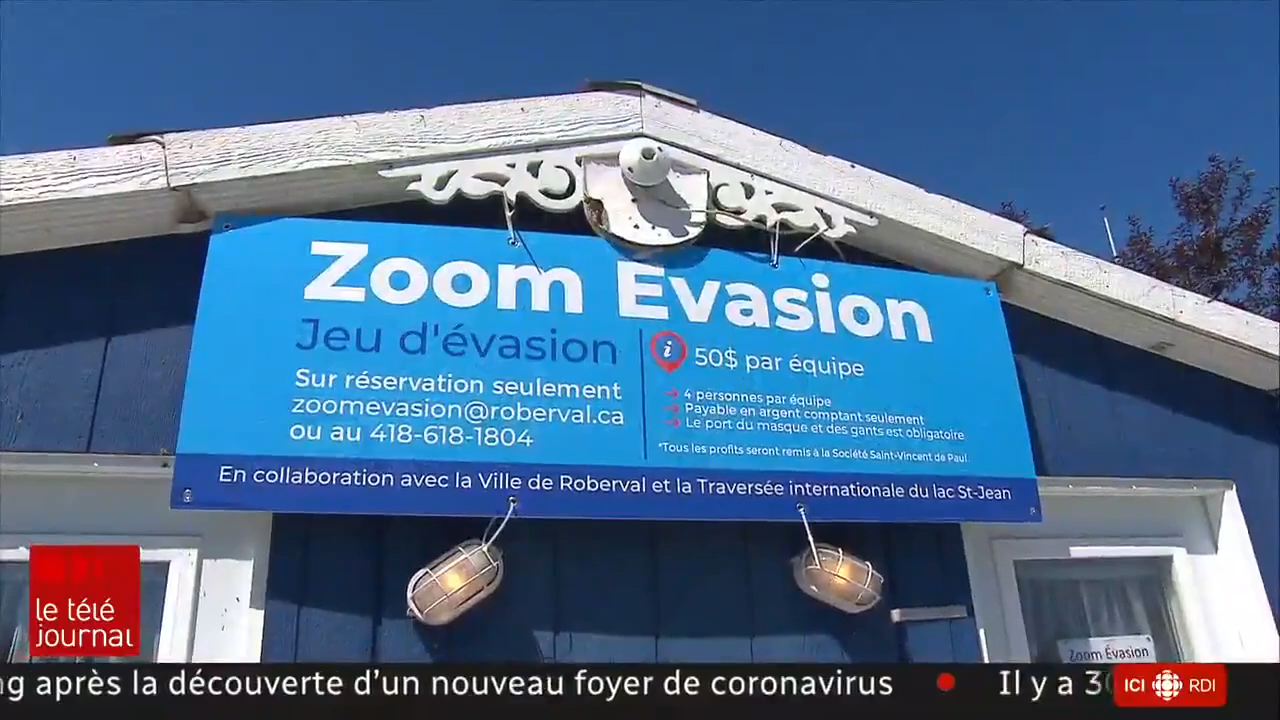 Zoom Evasion
Jeu d'évasion
Sur réservation seulement
zoomevasion@roberval.ca
ou au 418-618-1804
i 50$ par équipe
→ 4 personnes par équipe
→ Payable en argent comptant seulement
→ Le port du masque et des gants est obligatoire
*Tous les profits seront remis à la Société Saint-Vincent de Paul
En collaboration avec la Ville de Roberval et la Traversée internationale du lac St-Jean
Zoom Évasion
le télé
journal
après la découverte d'un nouveau foyer de coronavirus • Il y a
ICI RDI